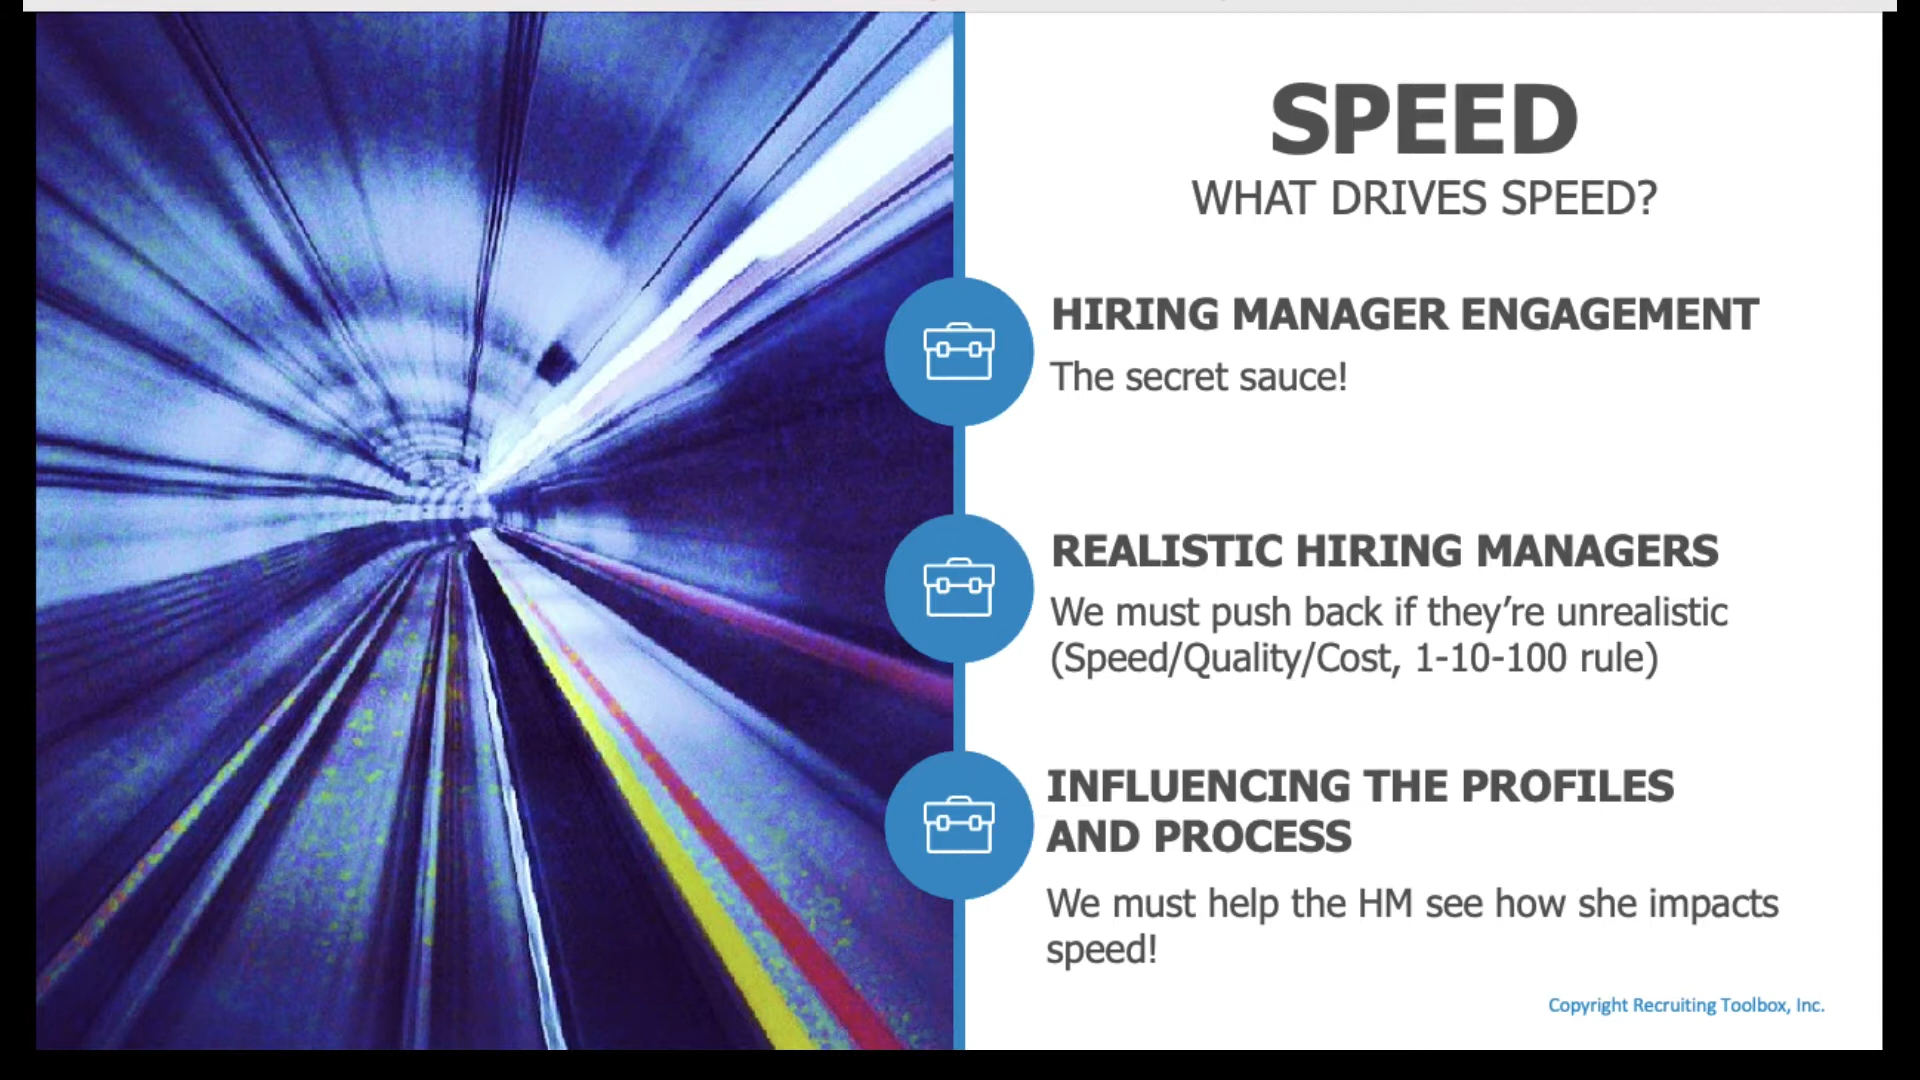 SPEED
WHAT DRIVES SPEED?
HIRING MANAGER ENGAGEMENT
The secret sauce!
REALISTIC HIRING MANAGERS
We must push back if they’re unrealistic
(Speed/Quality/Cost, 1-10-100 rule)
INFLUENCING THE PROFILES
AND PROCESS
We must help the HM see how she impacts
speed!
Copyright Recruiting Toolbox, Inc.